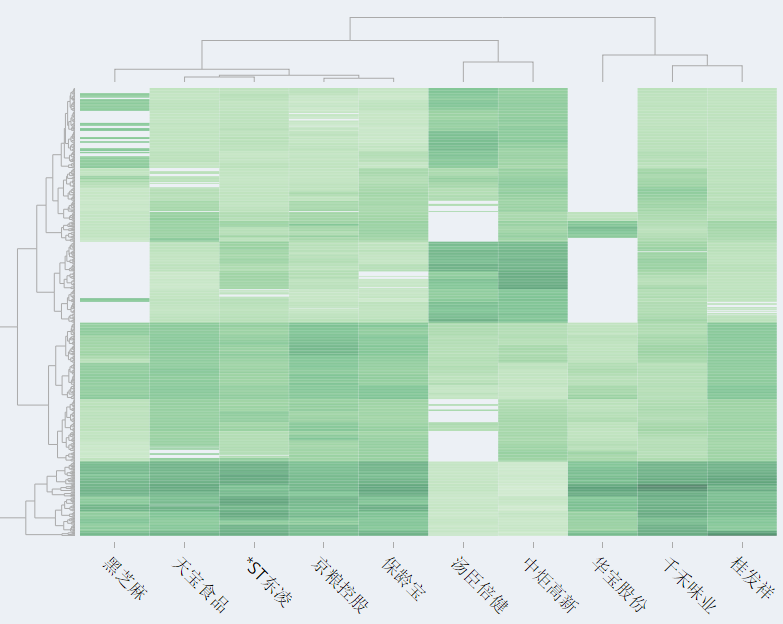 黑芝麻
天宝食品
*ST东凌
京粮控股
保龄宝
汤臣倍健
中炬高新
华宝股份
千禾味业
桂发祥